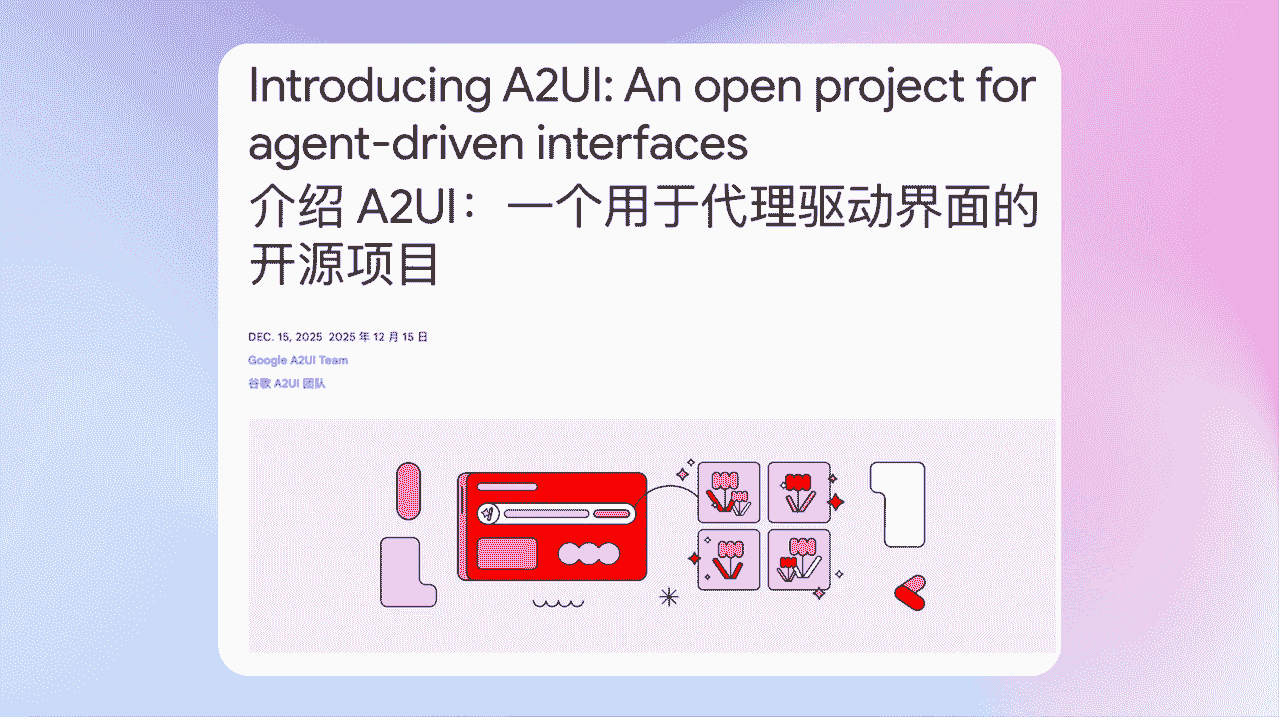 Introducing A2UI: An open project for
agent-driven interfaces
介绍 A2UI：一个用于代理驱动界面的
开源项目
DEC. 15, 2025 2025 年 12 月 15 日
Google A2UI Team
谷歌 A2UI 团队